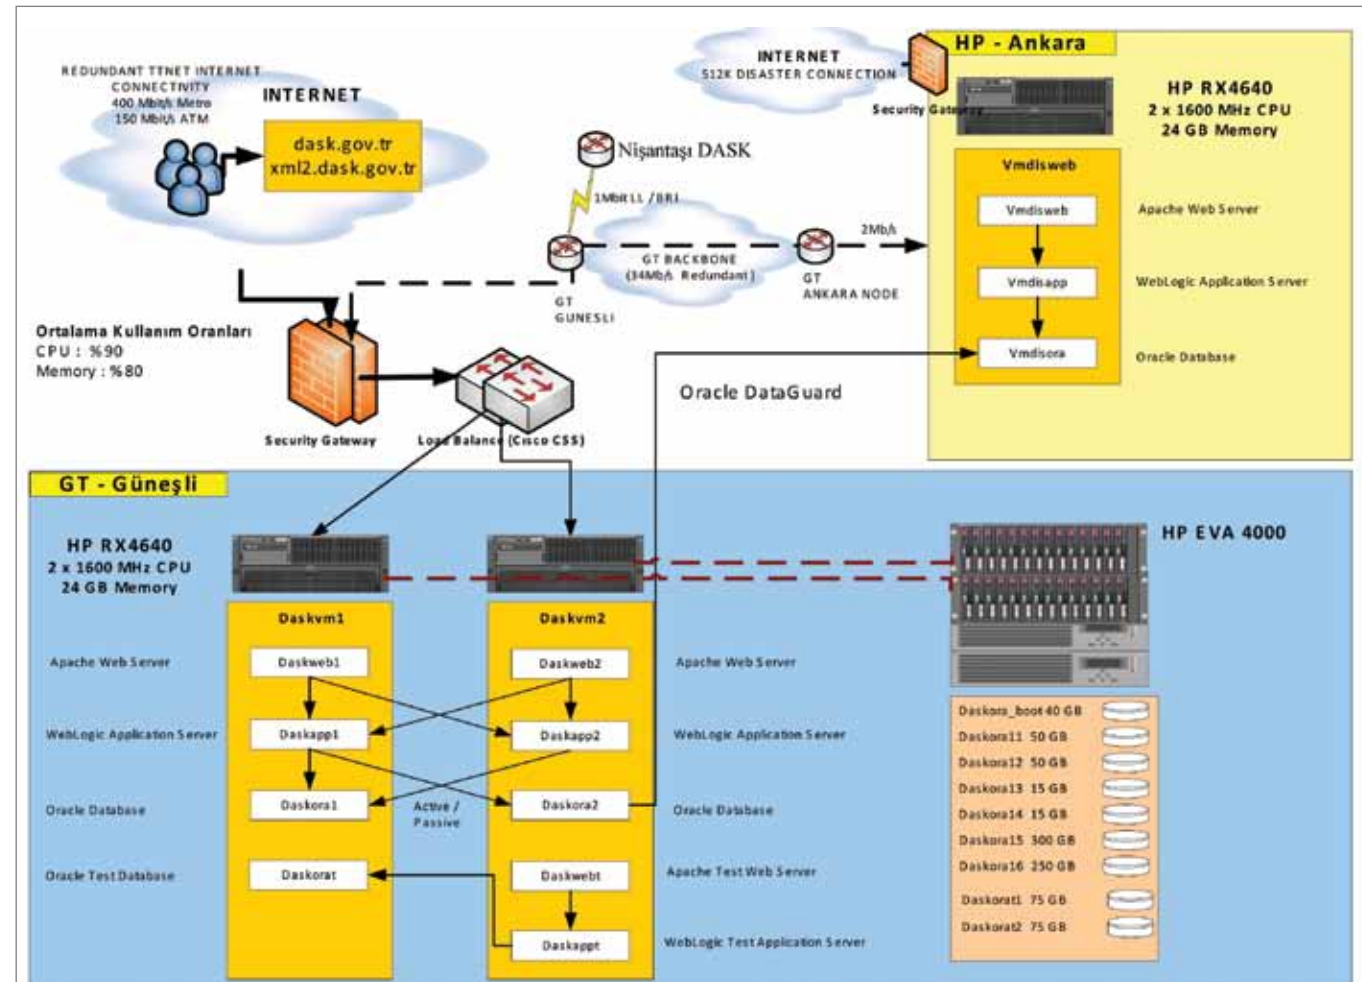 REDUNDANT TTNET INTERNET
CONNECTIVITY
400 Mbit/s Metro
150 Mbit/s ATM
INTERNET
dask.gov.tr
xml2.dask.gov.tr
INTERNET
512K DISASTER CONNECTION
Security Gateway
HP - Ankara
HP RX4640
2 x 1600 MHz CPU
24 GB Memory
Vmdisweb
Vmdisweb
Apache Web Server
Vmdisapp
WebLogic Application Server
Vmdisora
Oracle Database
Nişantaşı DASK
1Mbit LL / BRI
GT BACKBONE
(34Mb/s Redundant)
2Mb/s
GT
ANKARA NODE
GT
GUNESLI
Ortalama Kullanım Oranları
CPU : %90
Memory : %80
Security Gateway
Load Balance (Cisco CSS)
Oracle DataGuard
GT - Güneşli
HP RX4640
2 x 1600 MHz CPU
24 GB Memory
HP EVA 4000
Daskvm1
Daskvm2
Apache Web Server
Daskweb1
Daskweb2
Apache Web Server
WebLogic Application Server
Daskapp1
Daskapp2
WebLogic Application Server
Oracle Database
Daskora1
Active /
Passive
Daskora2
Oracle Database
Oracle Test Database
Daskorat
Daskwebt
Apache Test Web Server
Daskappt
WebLogic Test Application Server
Daskora_boot 40 GB
Daskora11 50 GB
Daskora12 50 GB
Daskora13 15 GB
Daskora14 15 GB
Daskora15 300 GB
Daskora16 250 GB
Daskorat1 75 GB
Daskorat2 75 GB